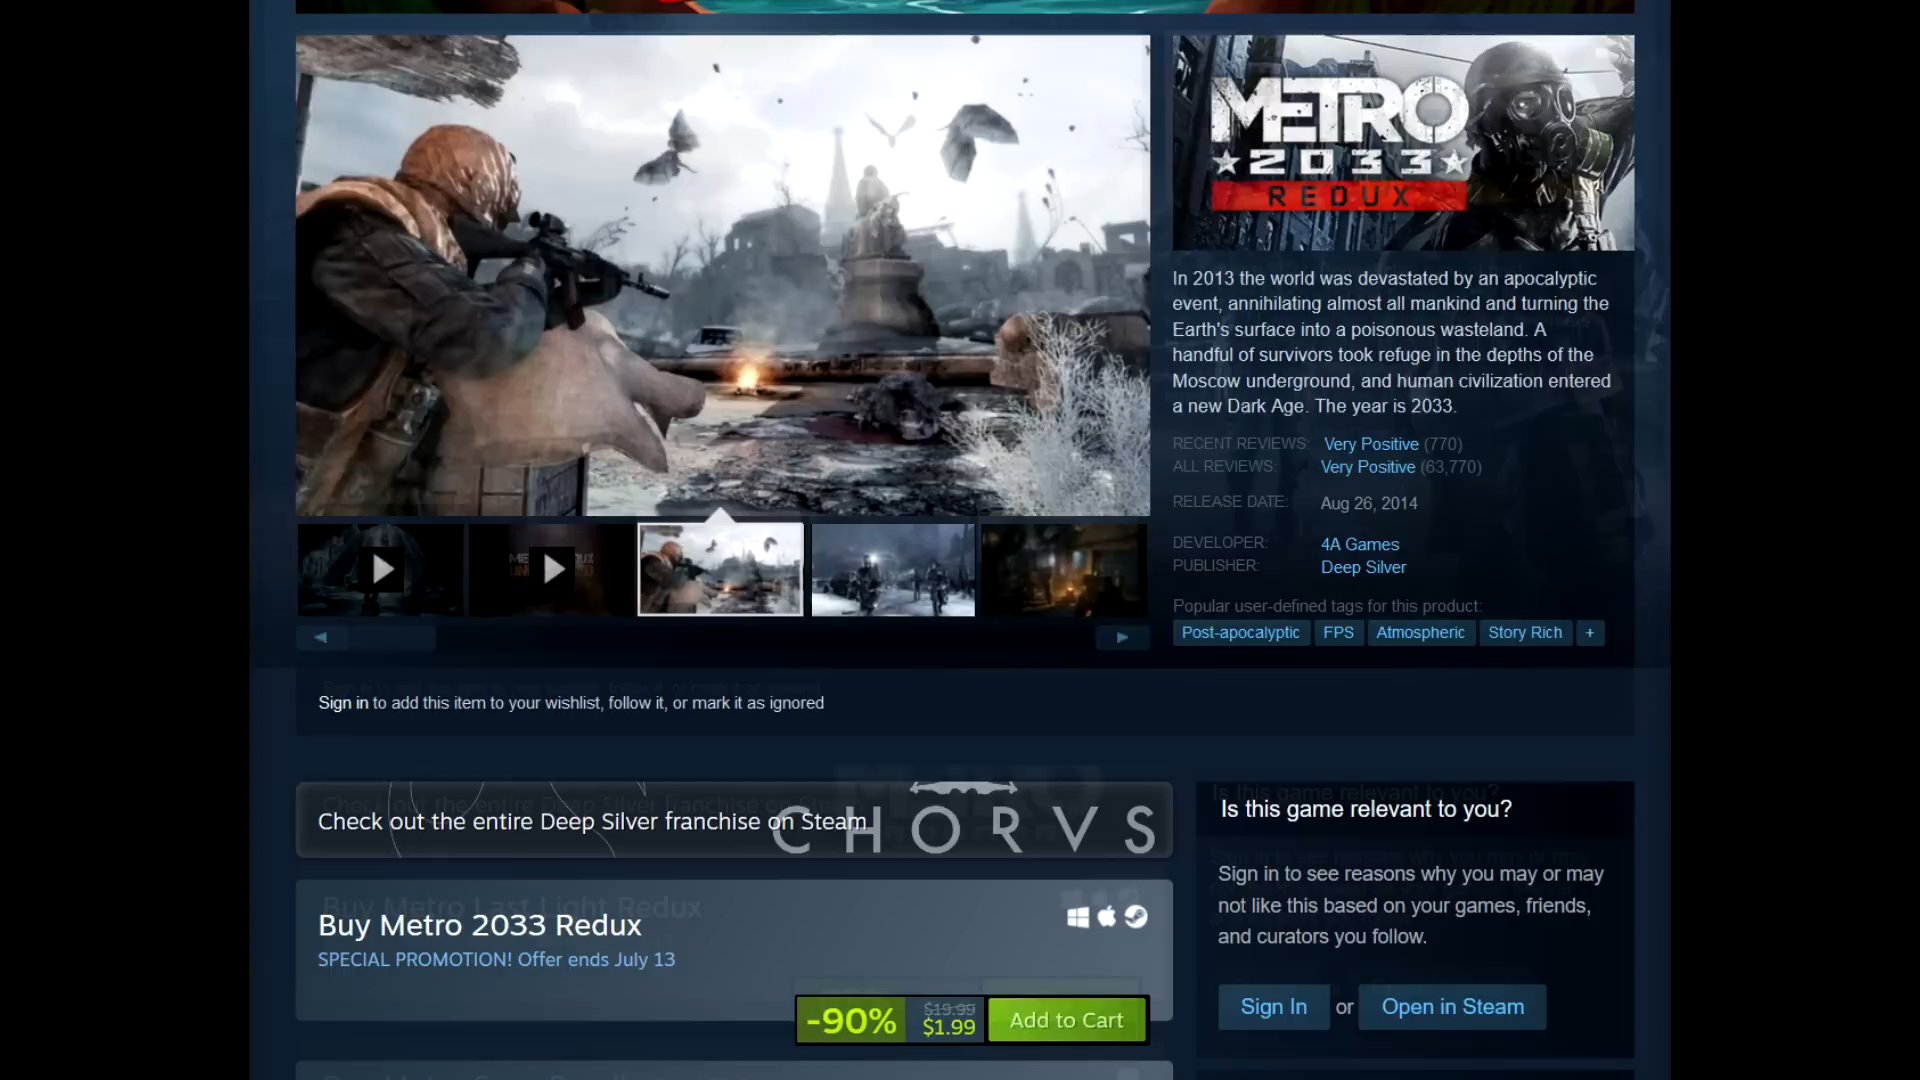 METRO
2033
REDUX
In 2013 the world was devastated by an apocalyptic
event, annihilating almost all mankind and turning the
Earth's surface into a poisonous wasteland. A
handful of survivors took refuge in the depths of the
Moscow underground, and human civilization entered
a new Dark Age. The year is 2033.
RECENT REVIEWS: Very Positive (770)
ALL REVIEWS: Very Positive (63,770)
RELEASE DATE: Aug 26, 2014
DEVELOPER: 4A Games
PUBLISHER: Deep Silver
Popular user-defined tags for this product:
Post-apocalyptic FPS Atmospheric Story Rich +
Sign in to add this item to your wishlist, follow it, or mark it as ignored
Check out the entire Deep Silver franchise on Steam
CHORVS
Buy Metro 2033 Redux
SPECIAL PROMOTION! Offer ends July 13
-90% $19.99 $1.99 Add to Cart
Is this game relevant to you?
Sign in to see reasons why you may or may
not like this based on your games, friends,
and curators you follow.
Sign In or Open in Steam